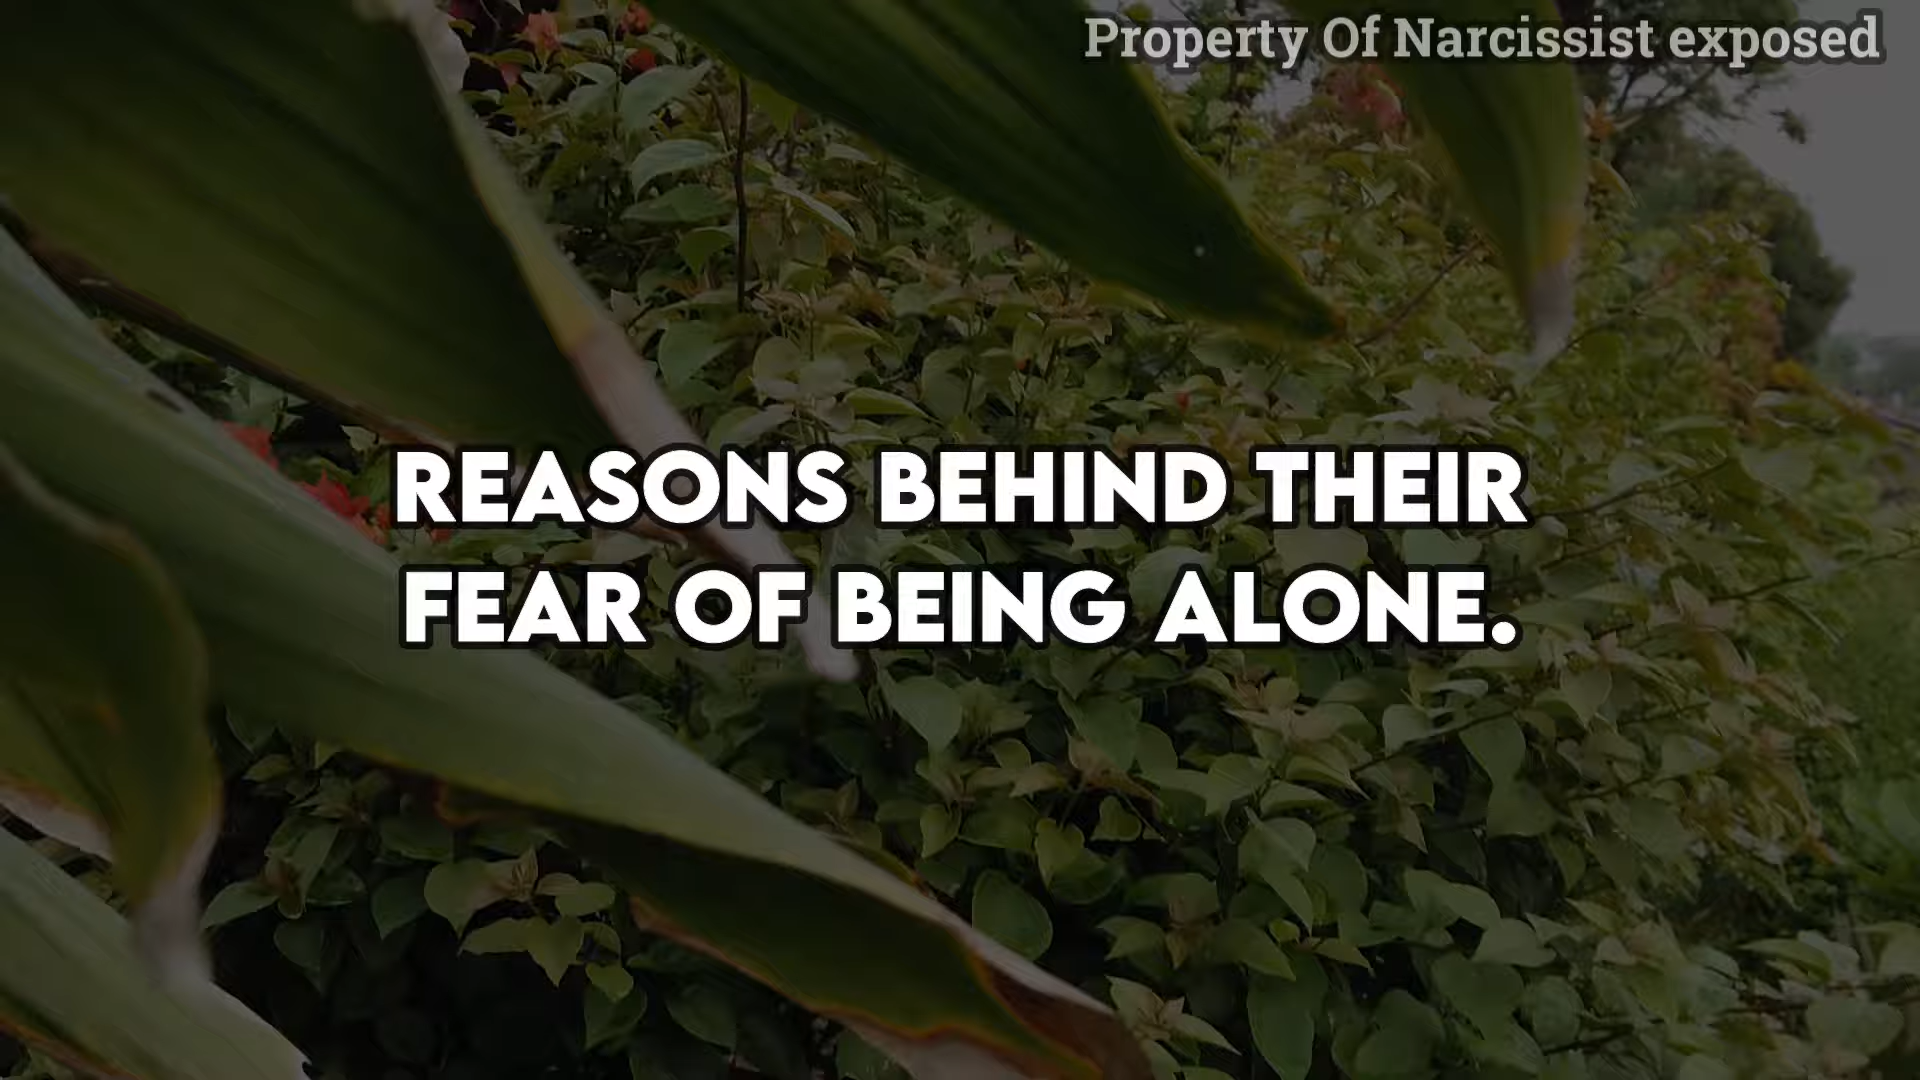 Property Of Narcissist exposed
REASONS BEHIND THEIR
FEAR OF BEING ALONE.